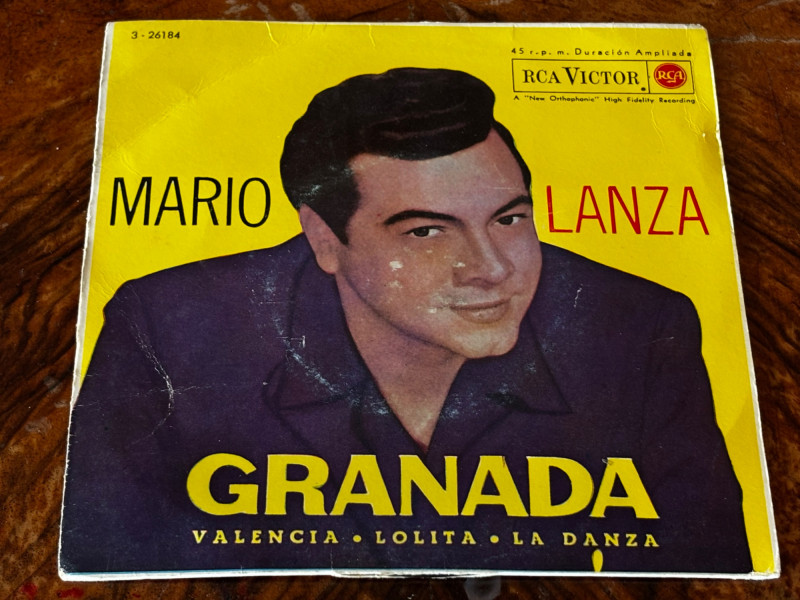 3 - 26184
45 r.p.m. Duración Ampliada
RCA VICTOR
RCA
A "New Orthophonic" High Fidelity Recording
MARIO LANZA
GRANADA
VALENCIA • LOLITA • LA DANZA